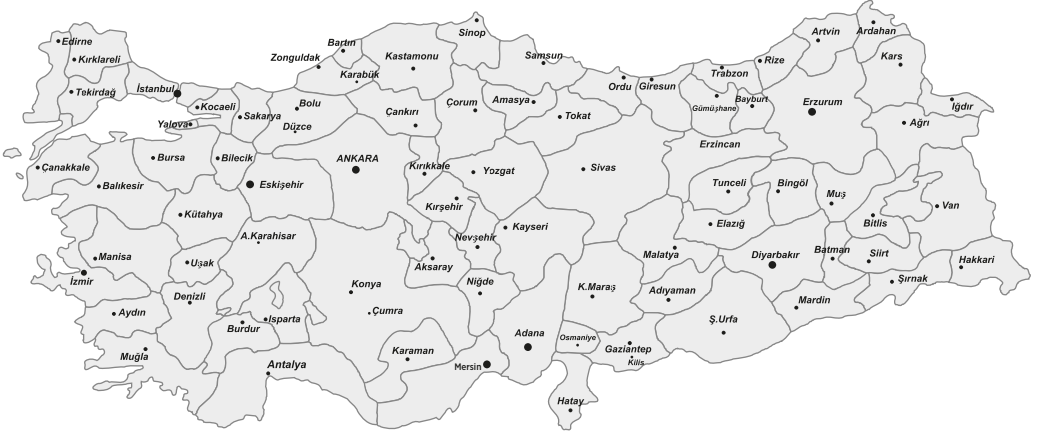 Edirne
Kırklareli
Tekirdağ
İstanbul
Kocaeli
Yalova
Sakarya
Bolu
Düzce
Zonguldak
Bartın
Karabük
Kastamonu
Sinop
Çankırı
Çorum
Samsun
Amasya
Tokat
Ordu
Giresun
Trabzon
Gümüşhane
Bayburt
Rize
Artvin
Ardahan
Kars
Iğdır
Ağrı
Erzurum
Erzincan
Çanakkale
Balıkesir
Bursa
Bilecik
Eskişehir
ANKARA
Kırıkkale
Kırşehir
Yozgat
Sivas
Tunceli
Bingöl
Muş
Bitlis
Van
Kütahya
A.Karahisar
Uşak
Manisa
İzmir
Aydın
Denizli
Muğla
Burdur
Isparta
Antalya
Konya
Çumra
Karaman
Aksaray
Nevşehir
Kayseri
Niğde
Mersin
Adana
Osmaniye
Hatay
K.Maraş
Gaziantep
Kilis
Malatya
Elazığ
Adıyaman
Ş.Urfa
Diyarbakır
Batman
Siirt
Mardin
Şırnak
Hakkari